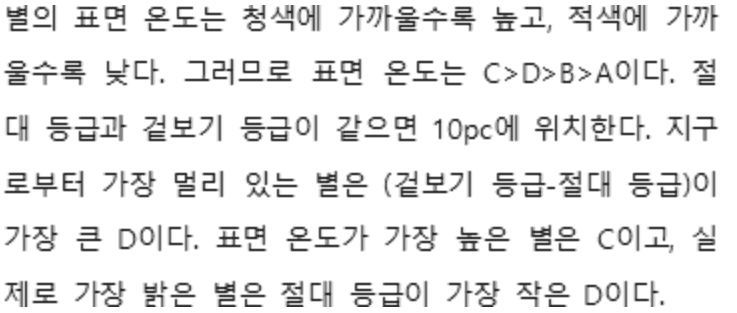 별의 표면 온도는 청색에 가까울수록 높고, 적색에 가까
울수록 낮다. 그러므로 표면 온도는 C>D>B>A이다. 절
대 등급과 겉보기 등급이 같으면 10pc에 위치한다. 지구
로부터 가장 멀리 있는 별은 (겉보기 등급-절대 등급)이
가장 큰 D이다. 표면 온도가 가장 높은 별은 C이고, 실
제로 가장 밝은 별은 절대 등급이 가장 작은 D이다.